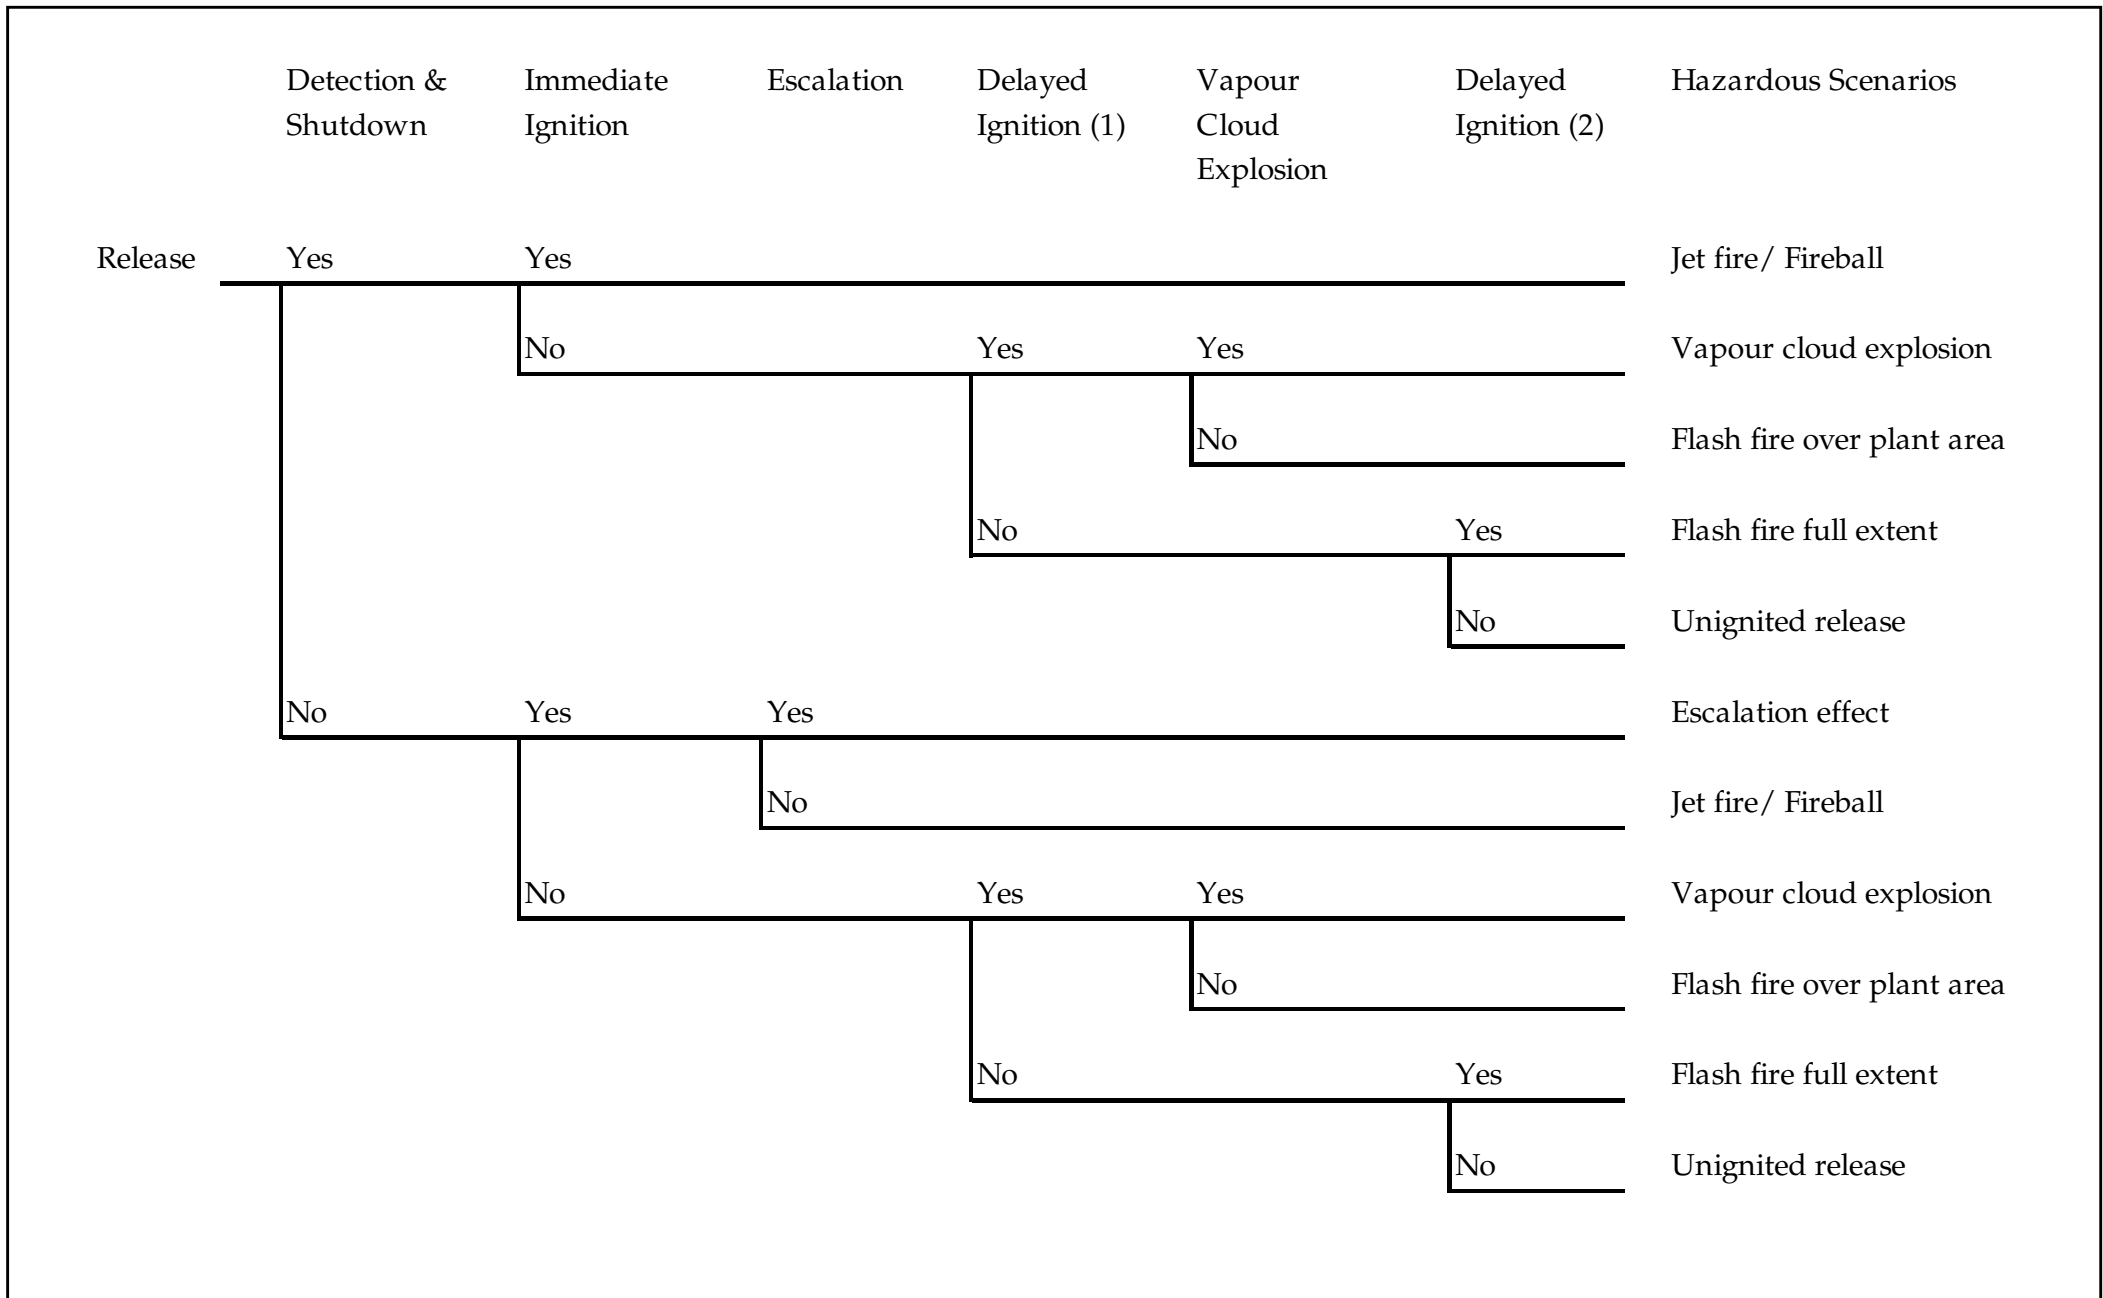 Detection & Immediate Escalation Delayed Vapour Delayed Hazardous Scenarios
Shutdown Ignition Ignition (1) Cloud Ignition (2)
Explosion
Release Yes Yes Jet fire/ Fireball
No Yes Yes Vapour cloud explosion
No Flash fire over plant area
No Yes Flash fire full extent
No Unignited release
No Yes Yes Escalation effect
No Jet fire/ Fireball
No Yes Yes Vapour cloud explosion
No Flash fire over plant area
No Yes Flash fire full extent
No Unignited release